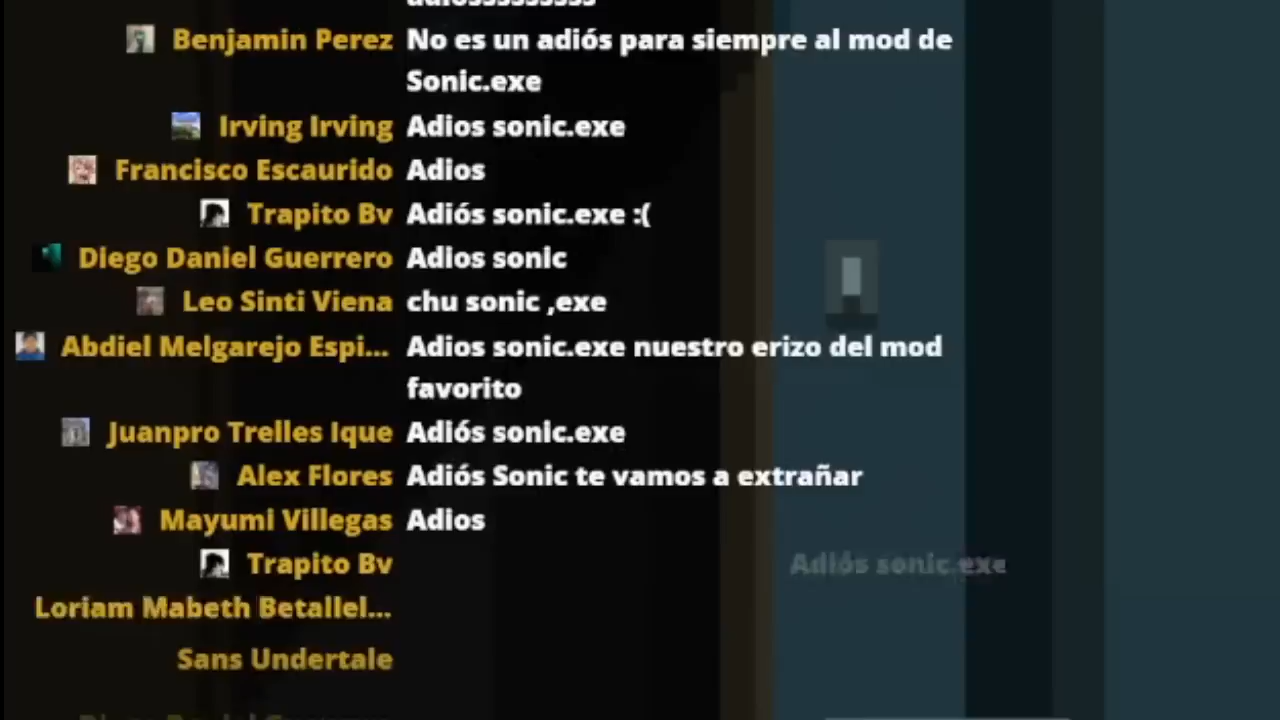 adiosssssssss
Benjamin Perez No es un adiós para siempre al mod de
Sonic.exe
Irving Irving Adios sonic.exe
Francisco Escaurido Adios
Trapito Bv Adiós sonic.exe :(
Diego Daniel Guerrero Adios sonic
Leo Sinti Viena chu sonic ,exe
Abdiel Melgarejo Espi... Adios sonic.exe nuestro erizo del mod
favorito
Juanpro Trelles Ique Adiós sonic.exe
Alex Flores Adiós Sonic te vamos a extrañar
Mayumi Villegas Adios
Trapito Bv Adiós sonic.exe
Loriam Mabeth Betallel...
Sans Undertale